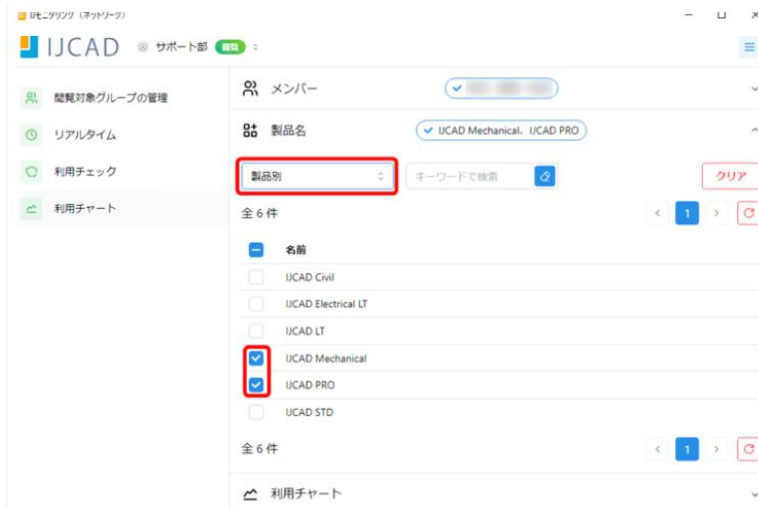 IJモニタリング（ネットワーク）
IJCAD サポート部 閲覧
閲覧対象グループの管理
リアルタイム
利用チェック
利用チャート
メンバー
製品名 IJCAD Mechanical、IJCAD PRO
製品別 キーワードで検索 クリア
全 6 件 1
名前
IJCAD Civil
IJCAD Electrical LT
IJCAD LT
IJCAD Mechanical
IJCAD PRO
IJCAD STD
全 6 件 1
利用チャート